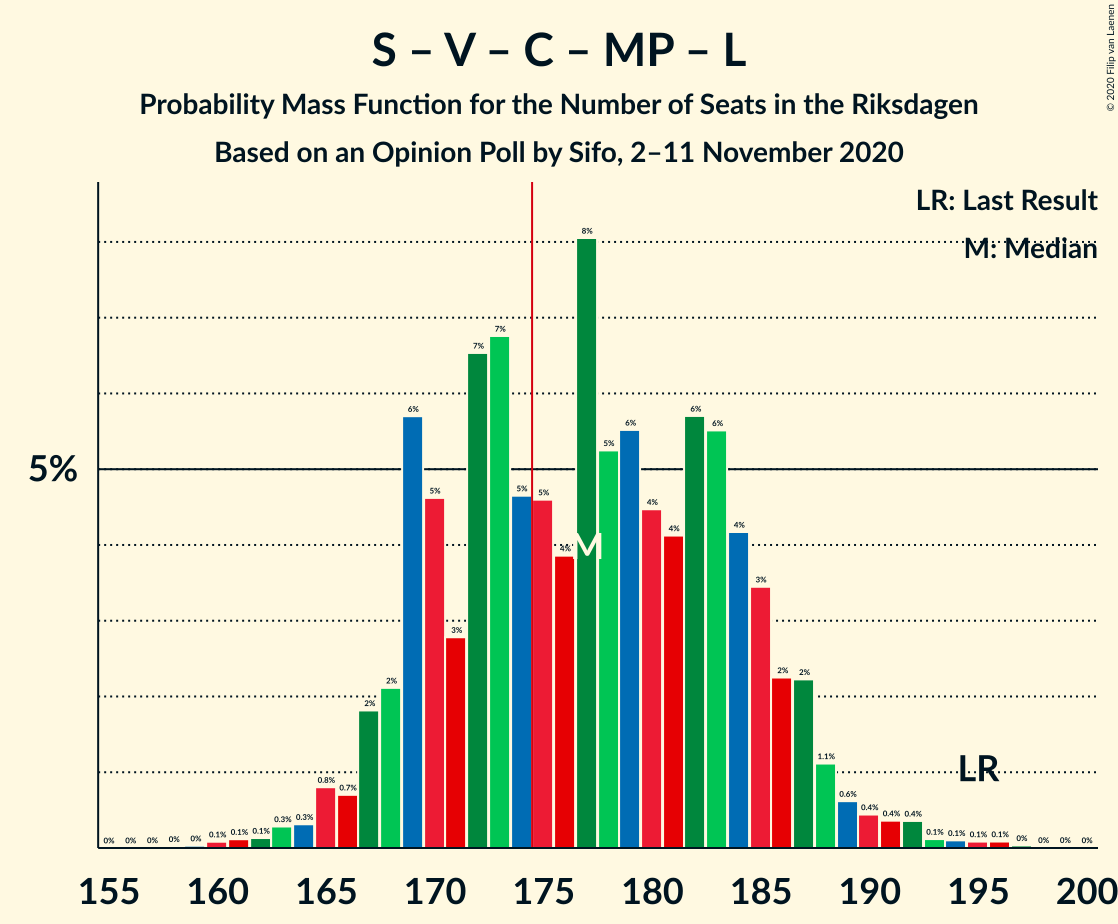 © 2020 Filip van Laenen
S – V – C – MP – L
Probability Mass Function for the Number of Seats in the Riksdagen
Based on an Opinion Poll by Sifo, 2–11 November 2020
LR: Last Result
M: Median
5%
0% 0% 0% 0% 0% 0.1% 0.1% 0.1% 0.3% 0.3% 0.8% 0.7% 2% 2% 6% 5% 3% 7% 7% 5% 5% 4% 8% 5% 6% 4% 4% 6% 6% 4% 3% 2% 2% 1.1% 0.6% 0.4% 0.4% 0.4% 0.1% 0.1% 0.1% 0.1% 0% 0% 0% 0%
M
LR
155 160 165 170 175 180 185 190 195 200